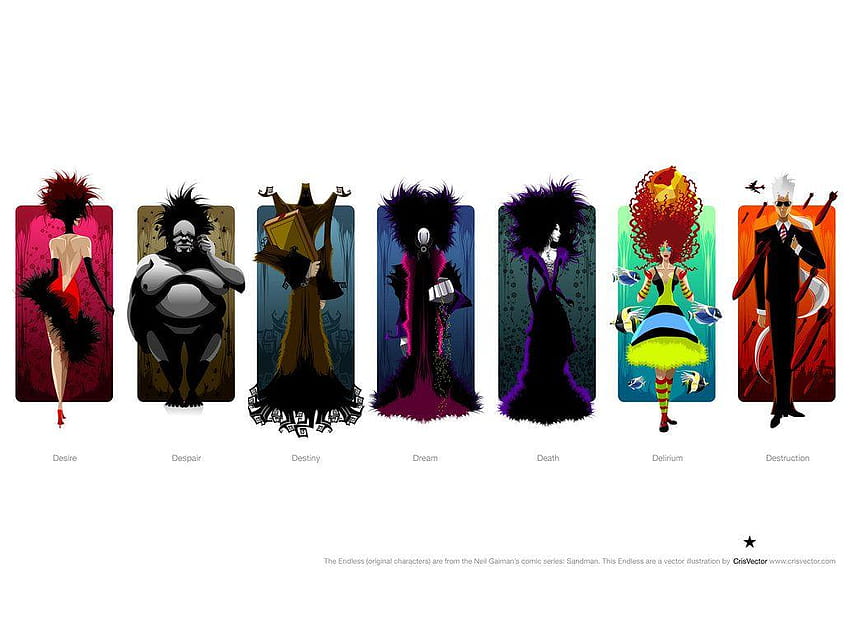 Desire Despair Destiny Dream Death Delirium Destruction
The Endless (original characters) are from the Neil Gaiman's comic series: Sandman. This Endless are a vector illustration by CrisVector www.crisvector.com